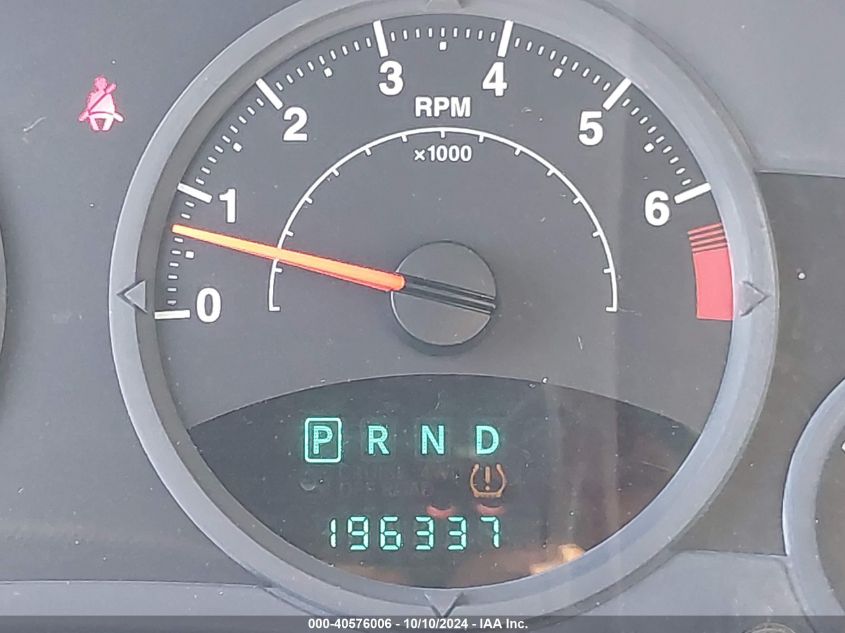 0 1 2 3 4 5 6
RPM
×1000
P R N D
196337
000-40576006 - 10/10/2024 - IAA Inc.